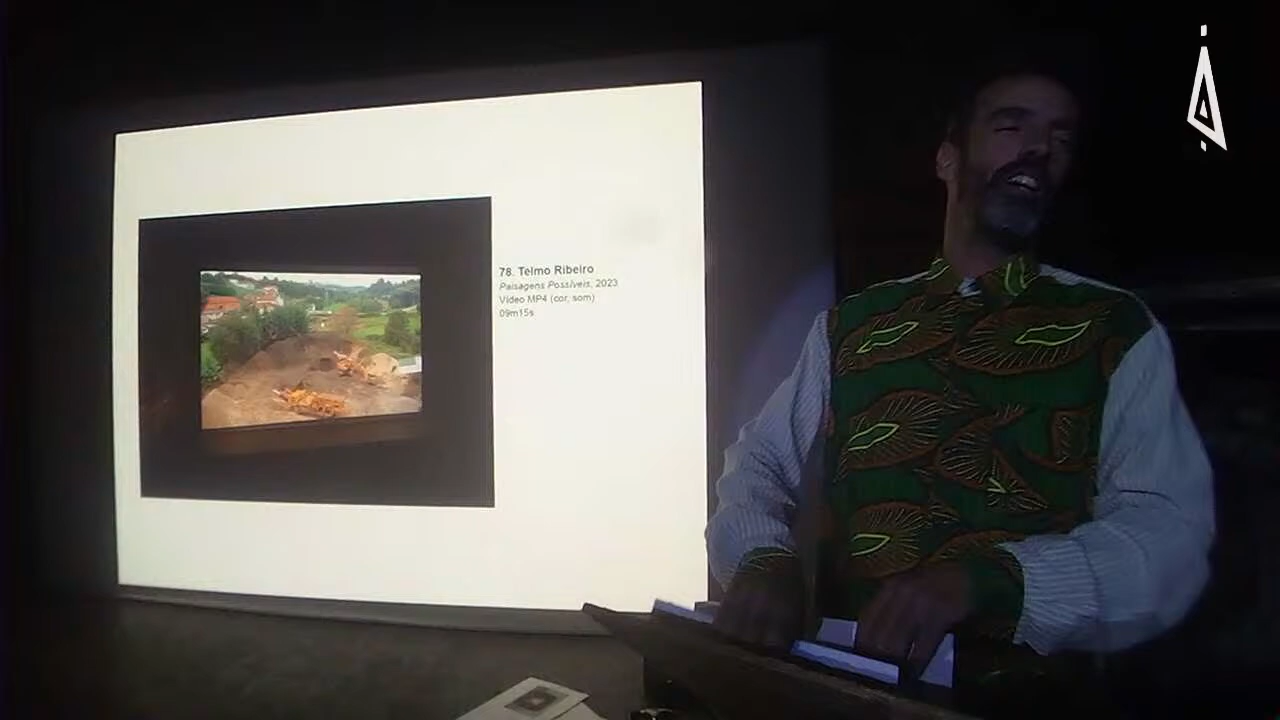 78. Telmo Ribeiro
Paisagens Possíveis, 2023
Vídeo MP4 (cor, som)
09m15s